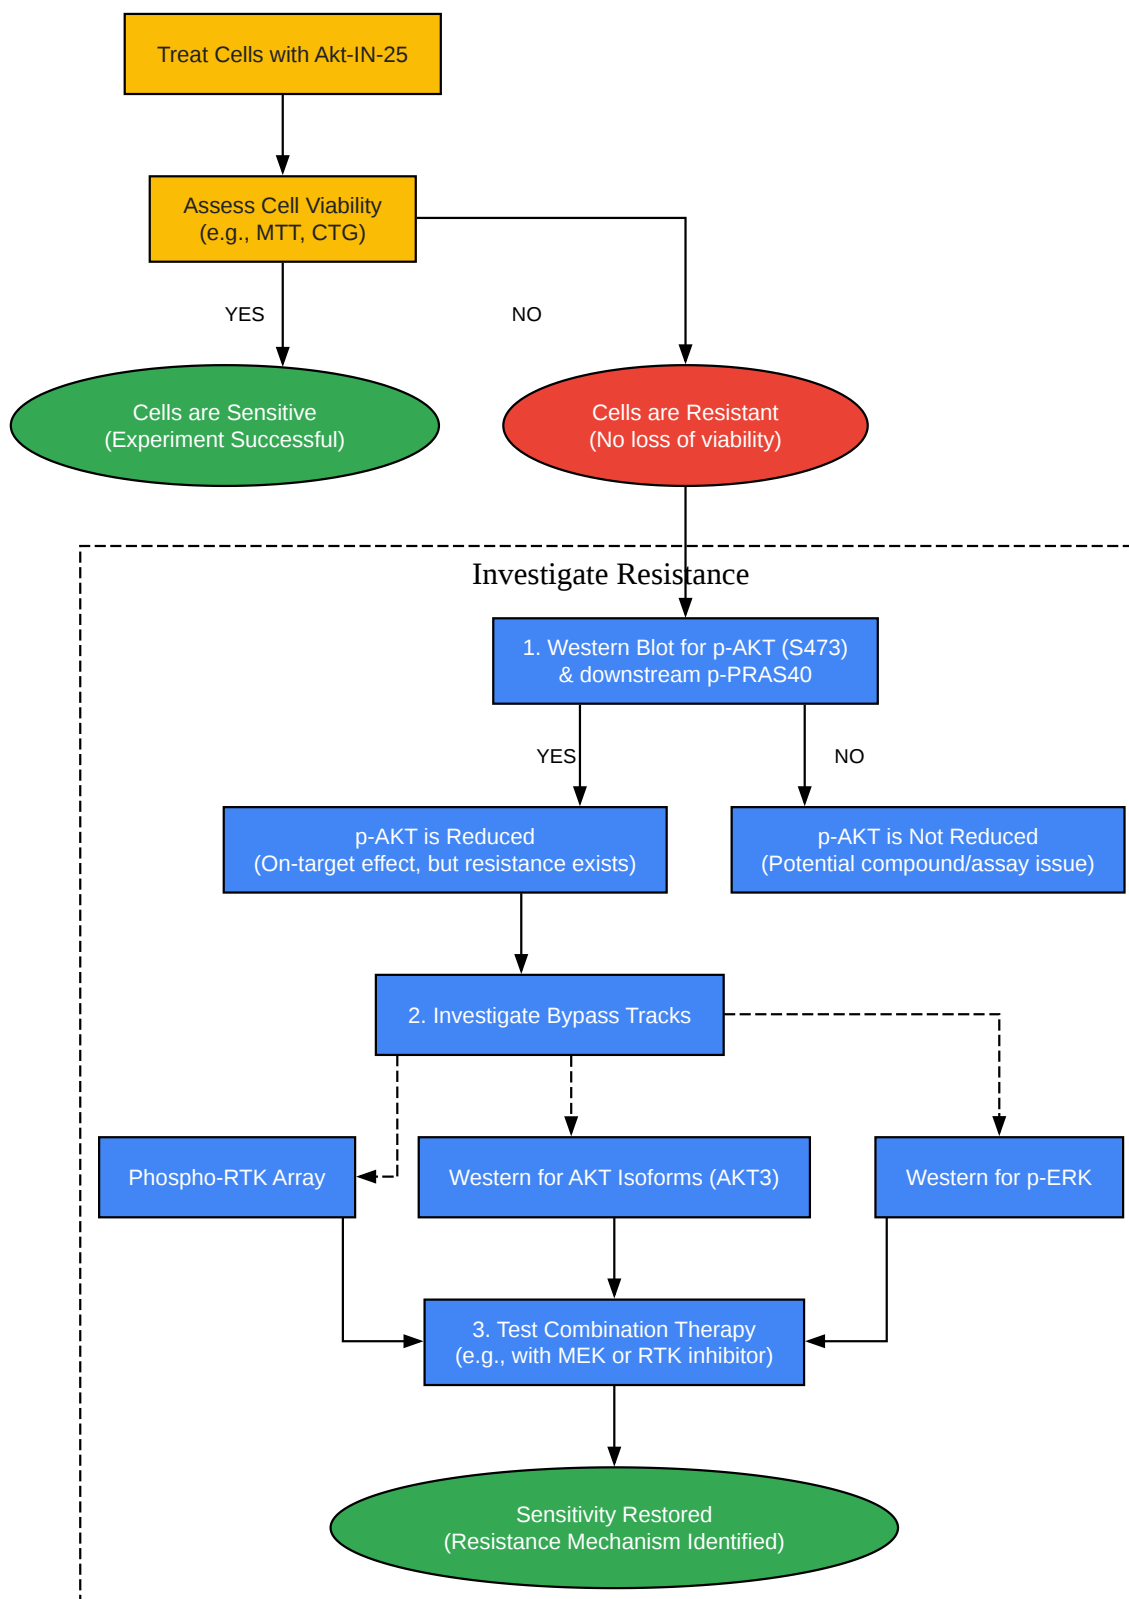 Treat Cells with Akt-IN-25
Assess Cell Viability
(e.g., MTT, CTG)
YES
NO
Cells are Sensitive
(Experiment Successful)
Cells are Resistant
(No loss of viability)
Investigate Resistance
1. Western Blot for p-AKT (S473)
& downstream p-PRAS40
YES
NO
p-AKT is Reduced
(On-target effect, but resistance exists)
p-AKT is Not Reduced
(Potential compound/assay issue)
2. Investigate Bypass Tracks
Phospho-RTK Array
Western for AKT Isoforms (AKT3)
Western for p-ERK
3. Test Combination Therapy
(e.g., with MEK or RTK inhibitor)
Sensitivity Restored
(Resistance Mechanism Identified)